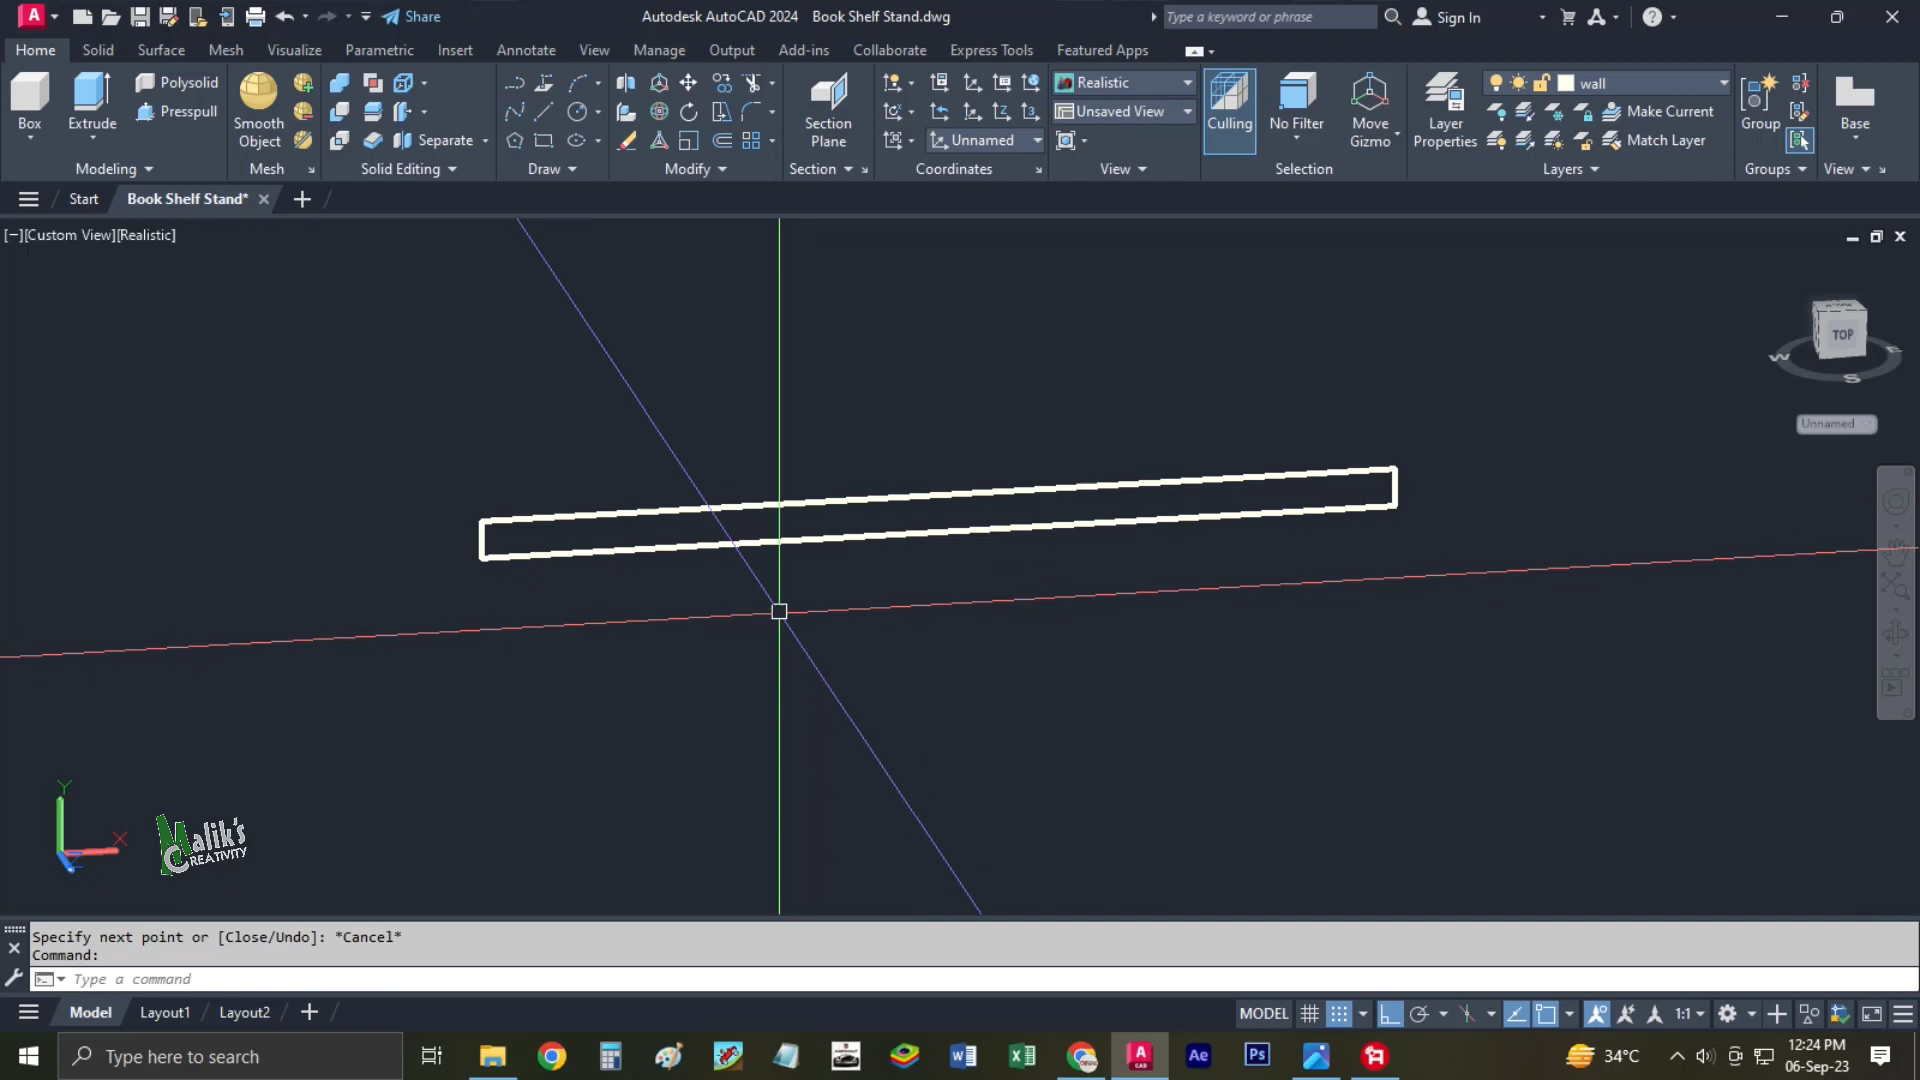 Share
Autodesk AutoCAD 2024 Book Shelf Stand.dwg
Type a keyword or phrase
Sign In
Home Solid Surface Mesh Visualize Parametric Insert Annotate View Manage Output Add-ins Collaborate Express Tools Featured Apps
Polysolid
Presspull
Box
Extrude
Smooth
Object
Separate
Section
Plane
Realistic
Unsaved View
Unnamed
Culling
No Filter
Move
Gizmo
Layer
Properties
wall
Make Current
Match Layer
Group
Base
Modeling
Mesh
Solid Editing
Draw
Modify
Section
Coordinates
View
Selection
Layers
Groups
View
Start
Book Shelf Stand*
[−][Custom View][Realistic]
TOP
W
S
E
Unnamed
Y
X
Malik's
CREATIVITY
Specify next point or [Close/Undo]: *Cancel*
Command:
Type a command
Model Layout1 Layout2
MODEL
1:1
Type here to search
34°C
12:24 PM
06-Sep-23